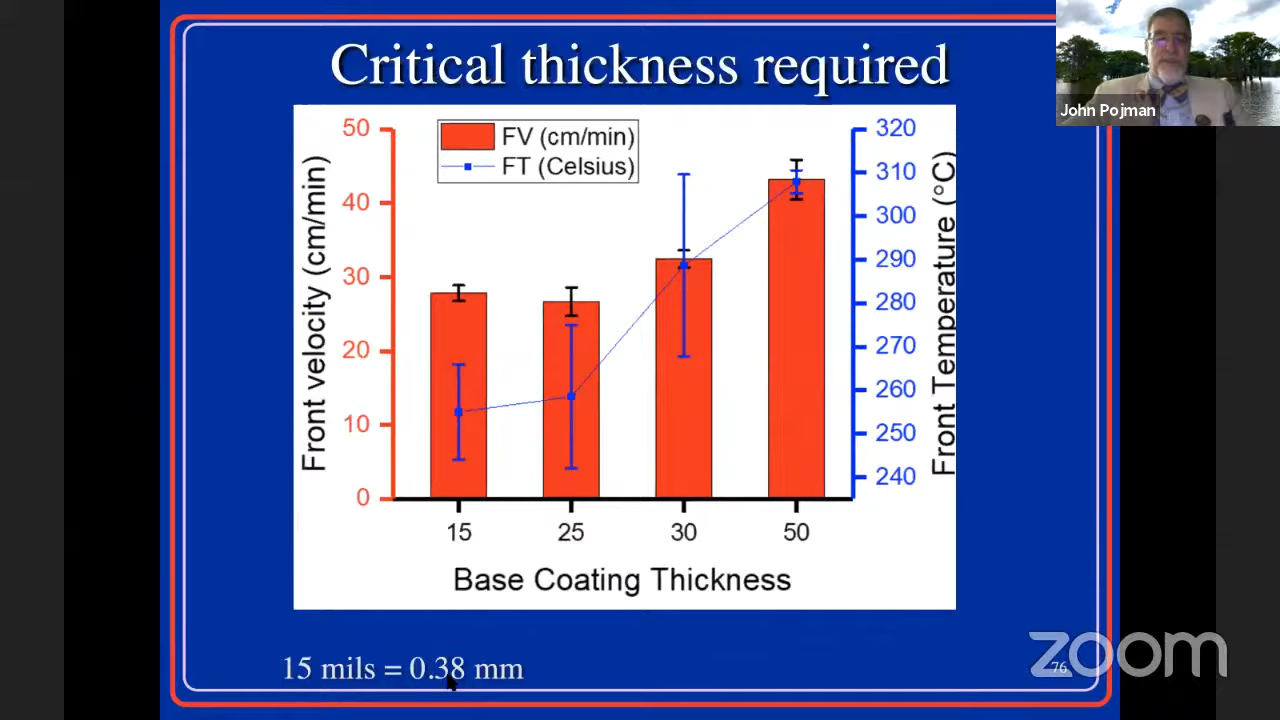 Critical thickness required
John Pojman
FV (cm/min)
FT (Celsius)
Front velocity (cm/min)
50
40
30
20
10
0
320
310
300
290
280
270
260
250
240
Front Temperature (°C)
15 25 30 50
Base Coating Thickness
15 mils = 0.38 mm
zoom
76